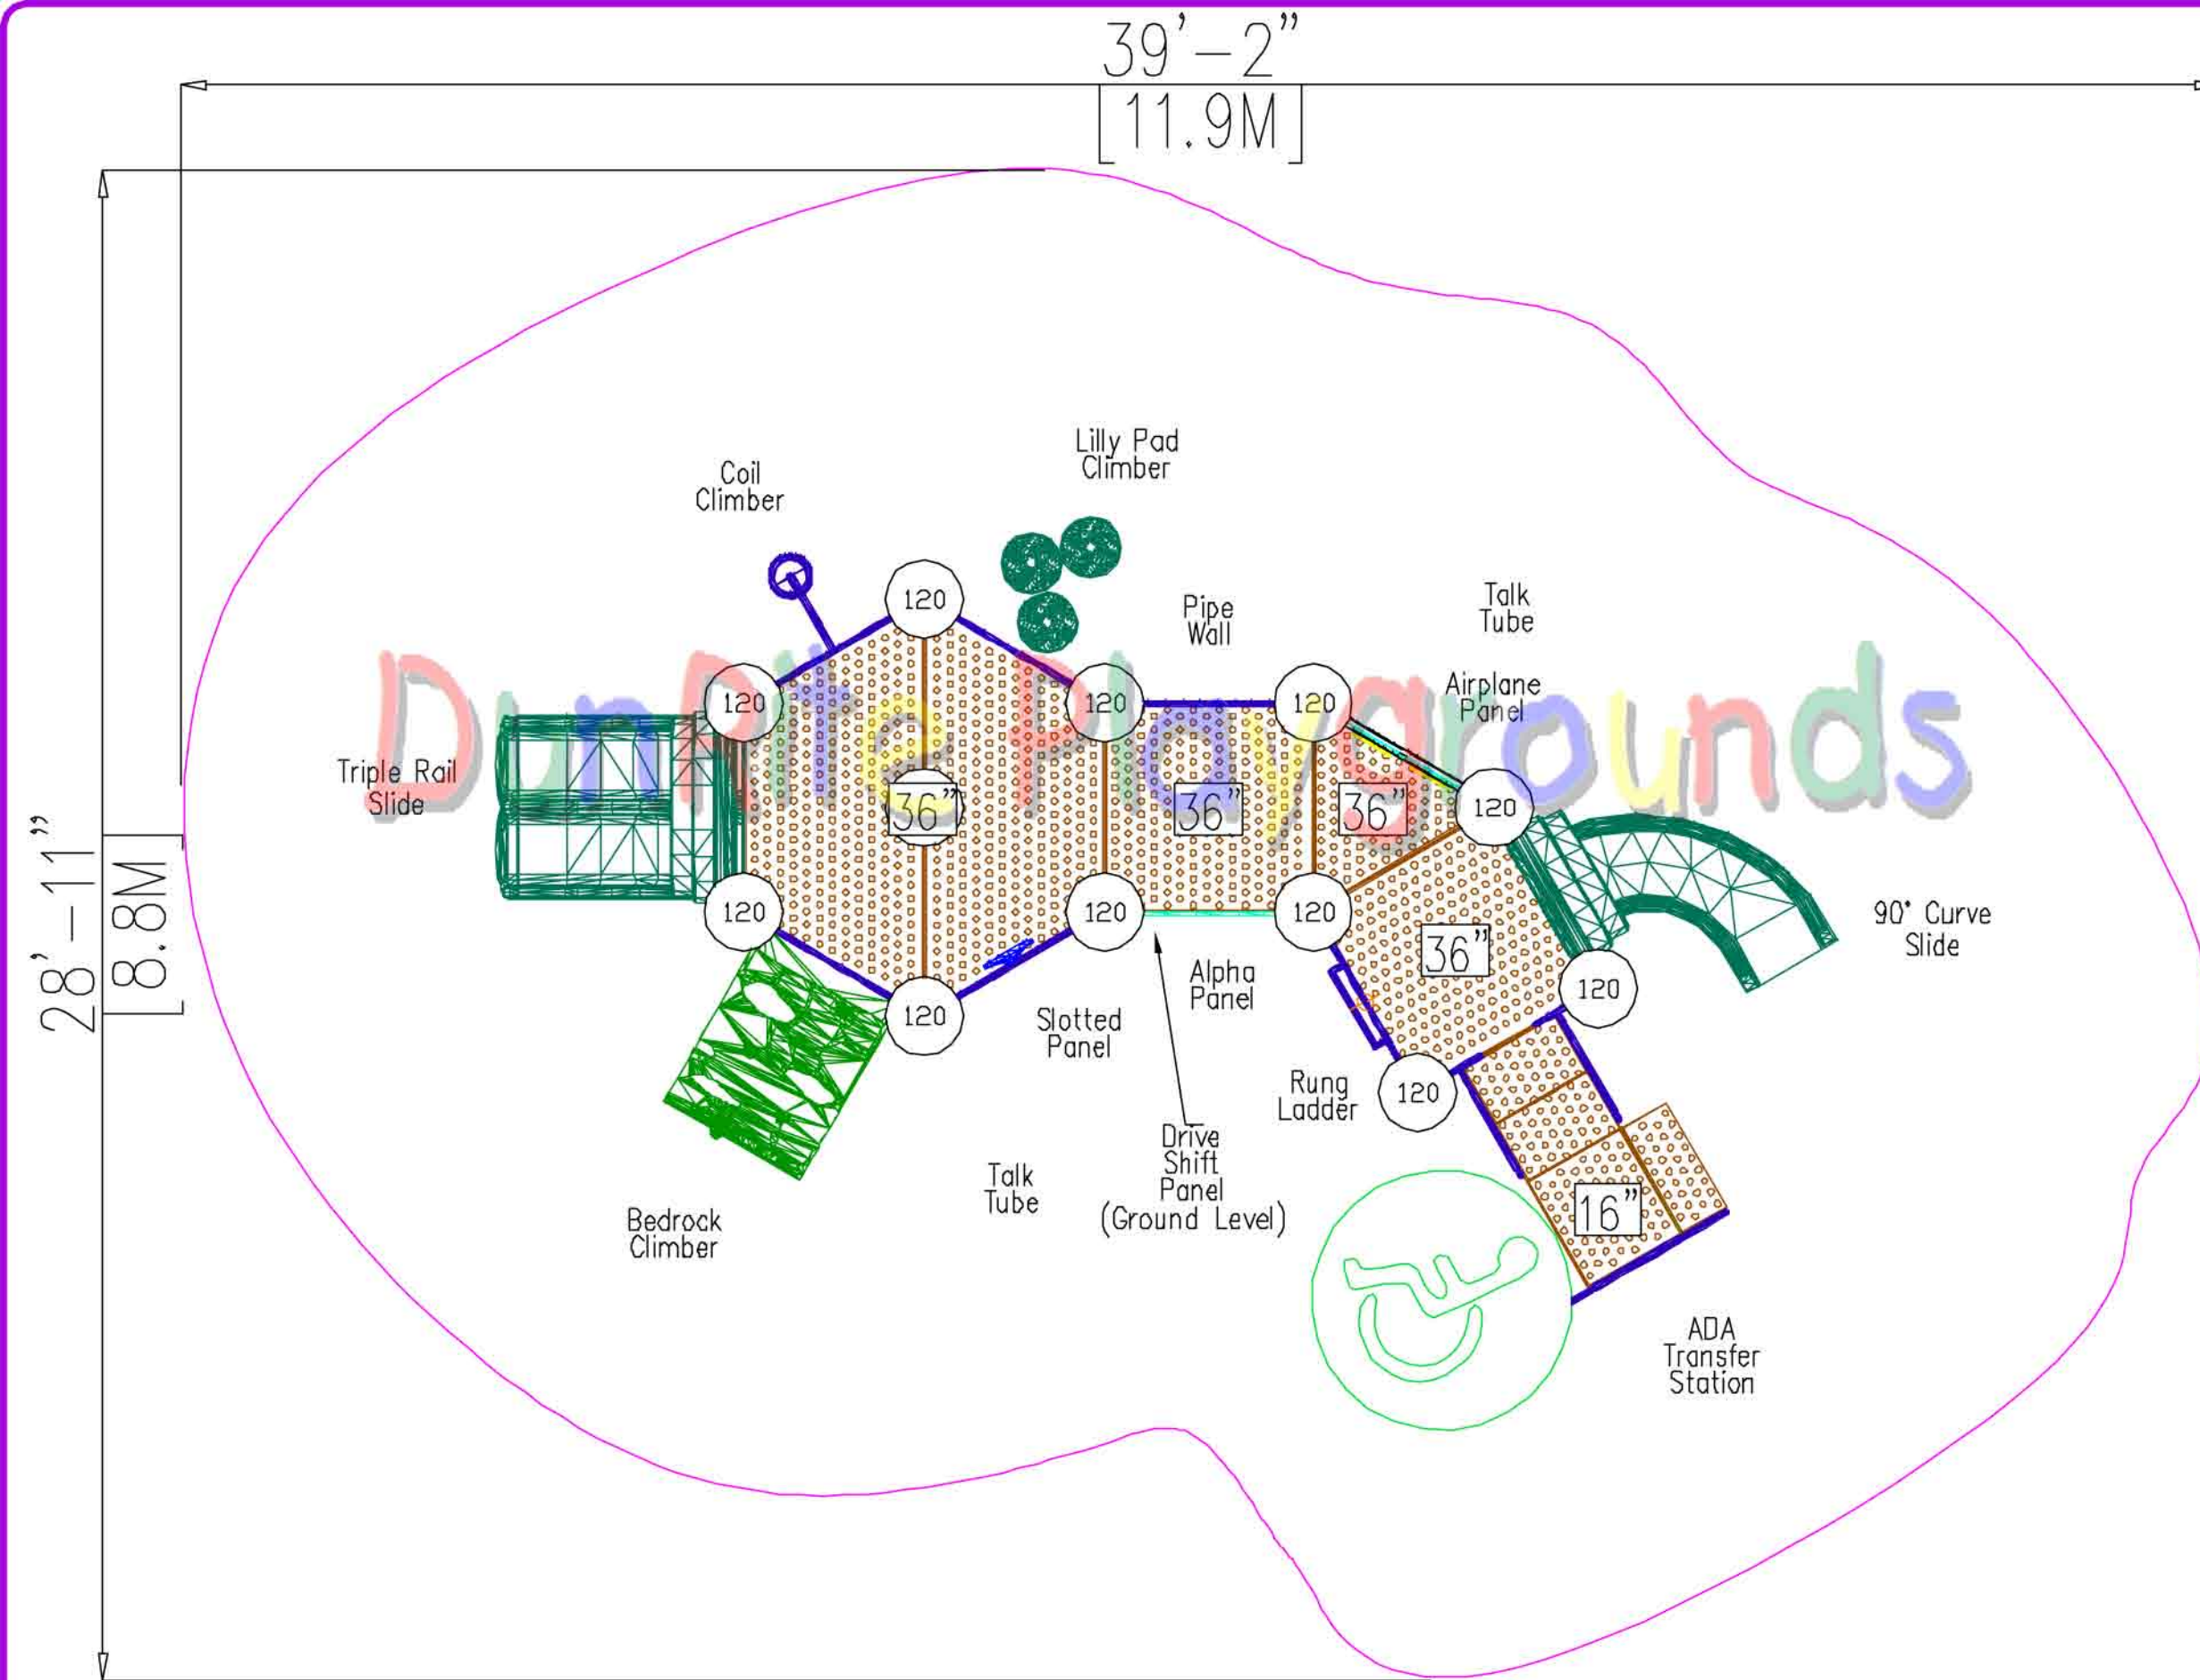 39'-2"
[11.9M]
28'-11"
[8.8M]
Lilly Pad
Climber
Coil
Climber
Talk
Tube
Pipe
Wall
Airplane
Panel
120
120
120
120
120
DunRite Playgrounds
Triple Rail
Slide
36"
36"
36"
120
120
120
90° Curve
Slide
36"
Alpha
Panel
120
120
Slotted
Panel
Rung
Ladder
120
Drive
Shift
Panel
(Ground Level)
Talk
Tube
16"
Bedrock
Climber
ADA
Transfer
Station